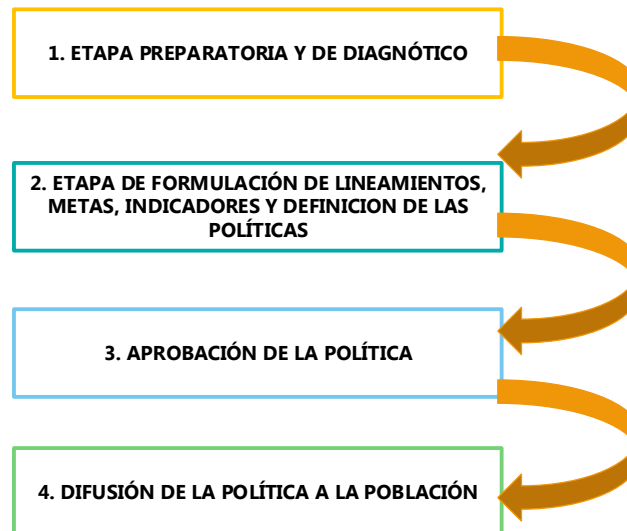 1. ETAPA PREPARATORIA Y DE DIAGNÓTICO
2. ETAPA DE FORMULACIÓN DE LINEAMIENTOS,
METAS, INDICADORES Y DEFINICION DE LAS
POLÍTICAS
3. APROBACIÓN DE LA POLÍTICA
4. DIFUSIÓN DE LA POLÍTICA A LA POBLACIÓN